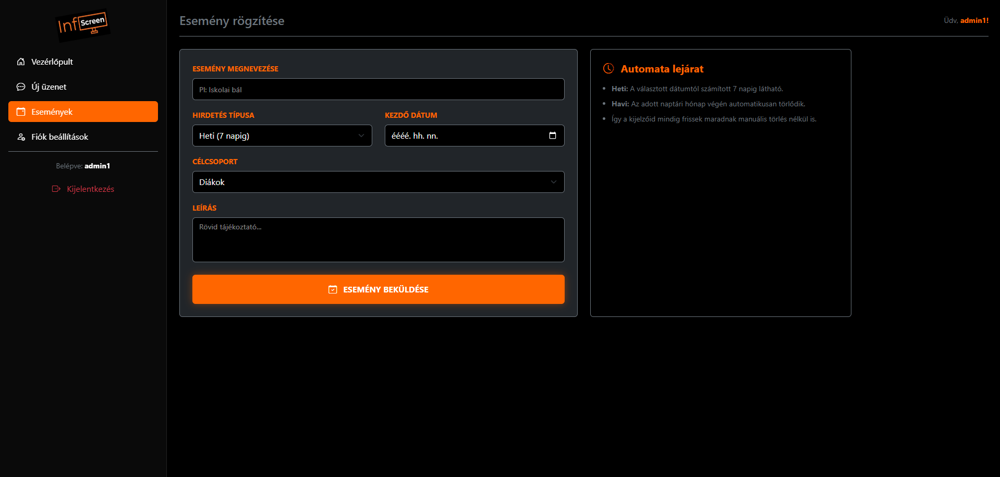 Inf Screen
Vezérlőpult
Új üzenet
Események
Fiók beállítások
Belépve: admin1
Kijelentkezés
Esemény rögzítése
Üdv, admin1!
ESEMÉNY MEGNEVEZÉSE
Pl: Iskolai bál
HIRDETÉS TÍPUSA
KEZDŐ DÁTUM
Heti (7 napig)
éééé. hh. nn.
CÉLCSOPORT
Diákok
LEÍRÁS
Rövid tájékoztató...
ESEMÉNY BEKÜLDÉSE
Automata lejárat
Heti: A választott dátumtól számított 7 napig látható.
Havi: Az adott naptári hónap végén automatikusan törlődik.
Így a kijelzőid mindig frissek maradnak manuális törlés nélkül is.